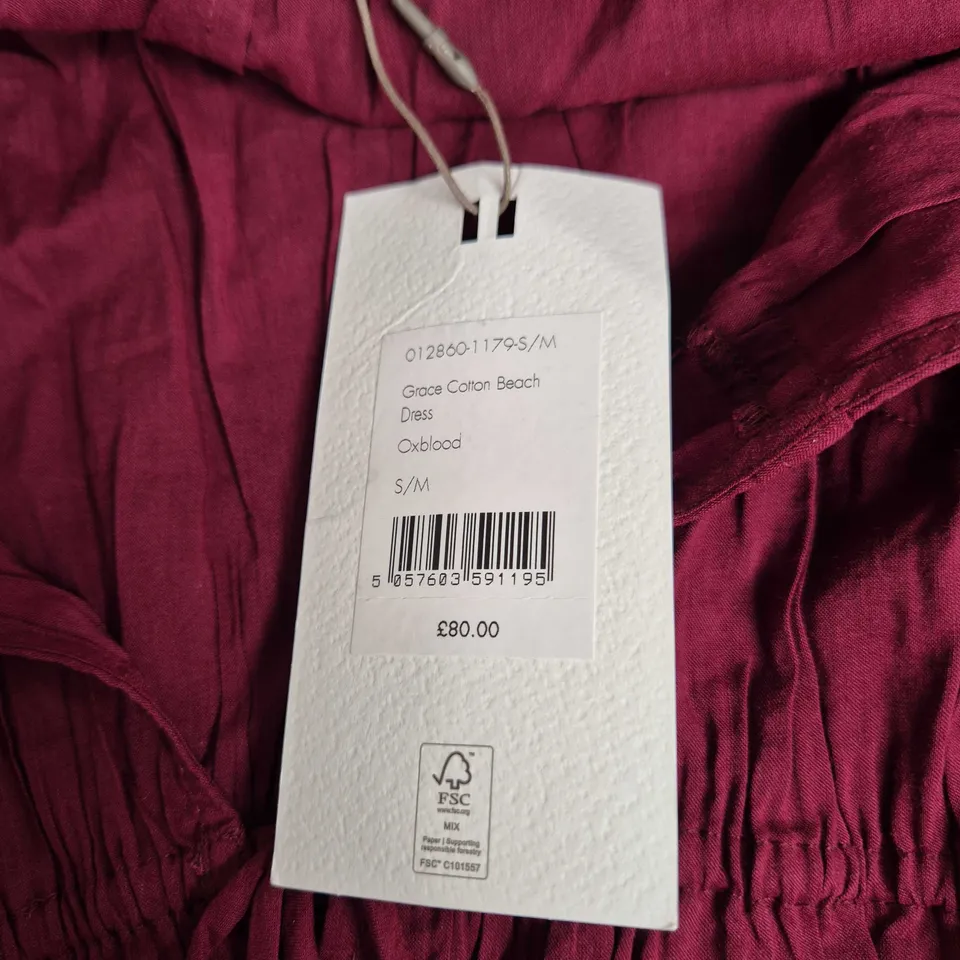 012860-1179-S/M
Grace Cotton Beach
Dress
Oxblood
S/M
5 057603 591195
£80.00
™
FSC
www.fsc.org
MIX
Paper | Supporting
responsible forestry
FSC® C101557